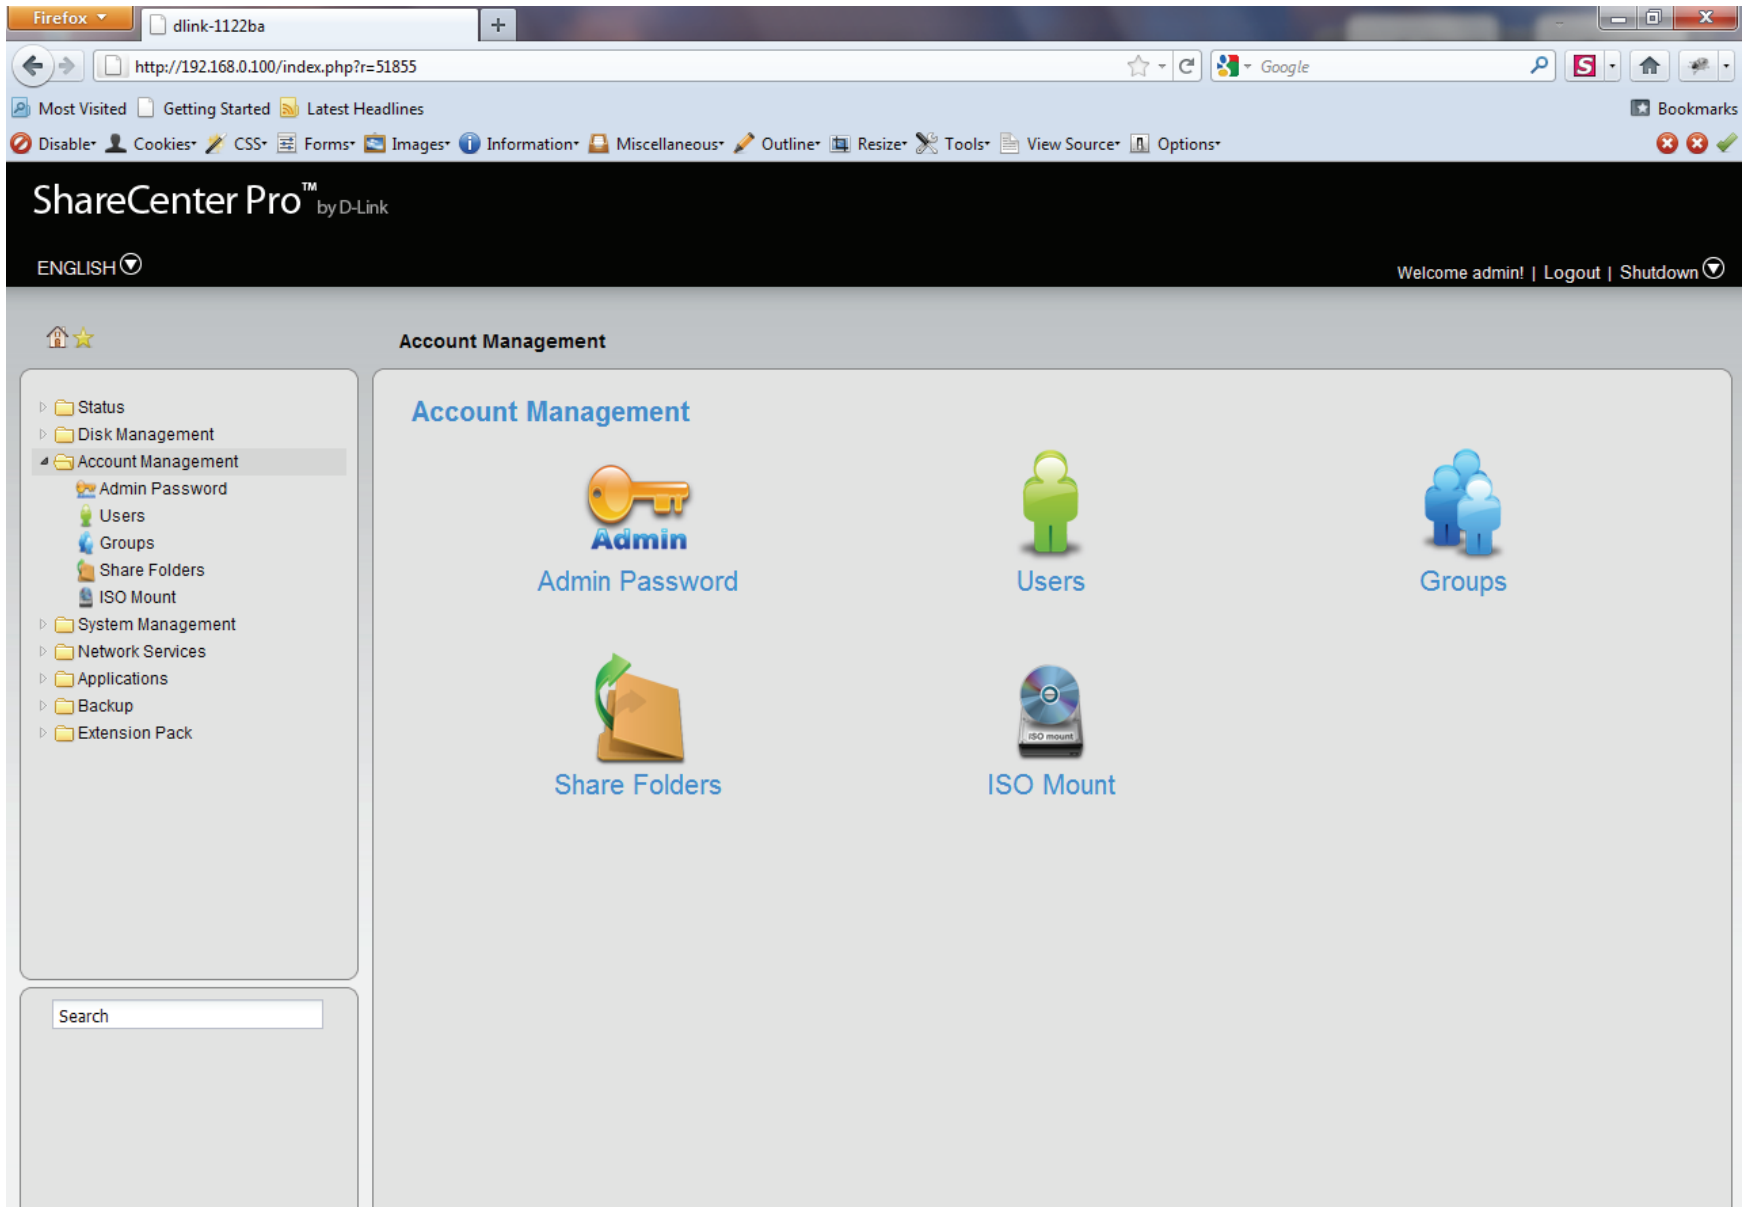 Firefox
dlink-1122ba
http://192.168.0.100/index.php?r=51855
Google
Most Visited Getting Started Latest Headlines Bookmarks
Disable Cookies CSS Forms Images Information Miscellaneous Outline Resize Tools View Source Options
ShareCenter Pro™ by D-Link
ENGLISH
Welcome admin! | Logout | Shutdown
Account Management
Status
Disk Management
Account Management
Admin Password
Users
Groups
Share Folders
ISO Mount
System Management
Network Services
Applications
Backup
Extension Pack
Search
Account Management
Admin
Admin Password
Users
Groups
Share Folders
ISO mount
ISO Mount